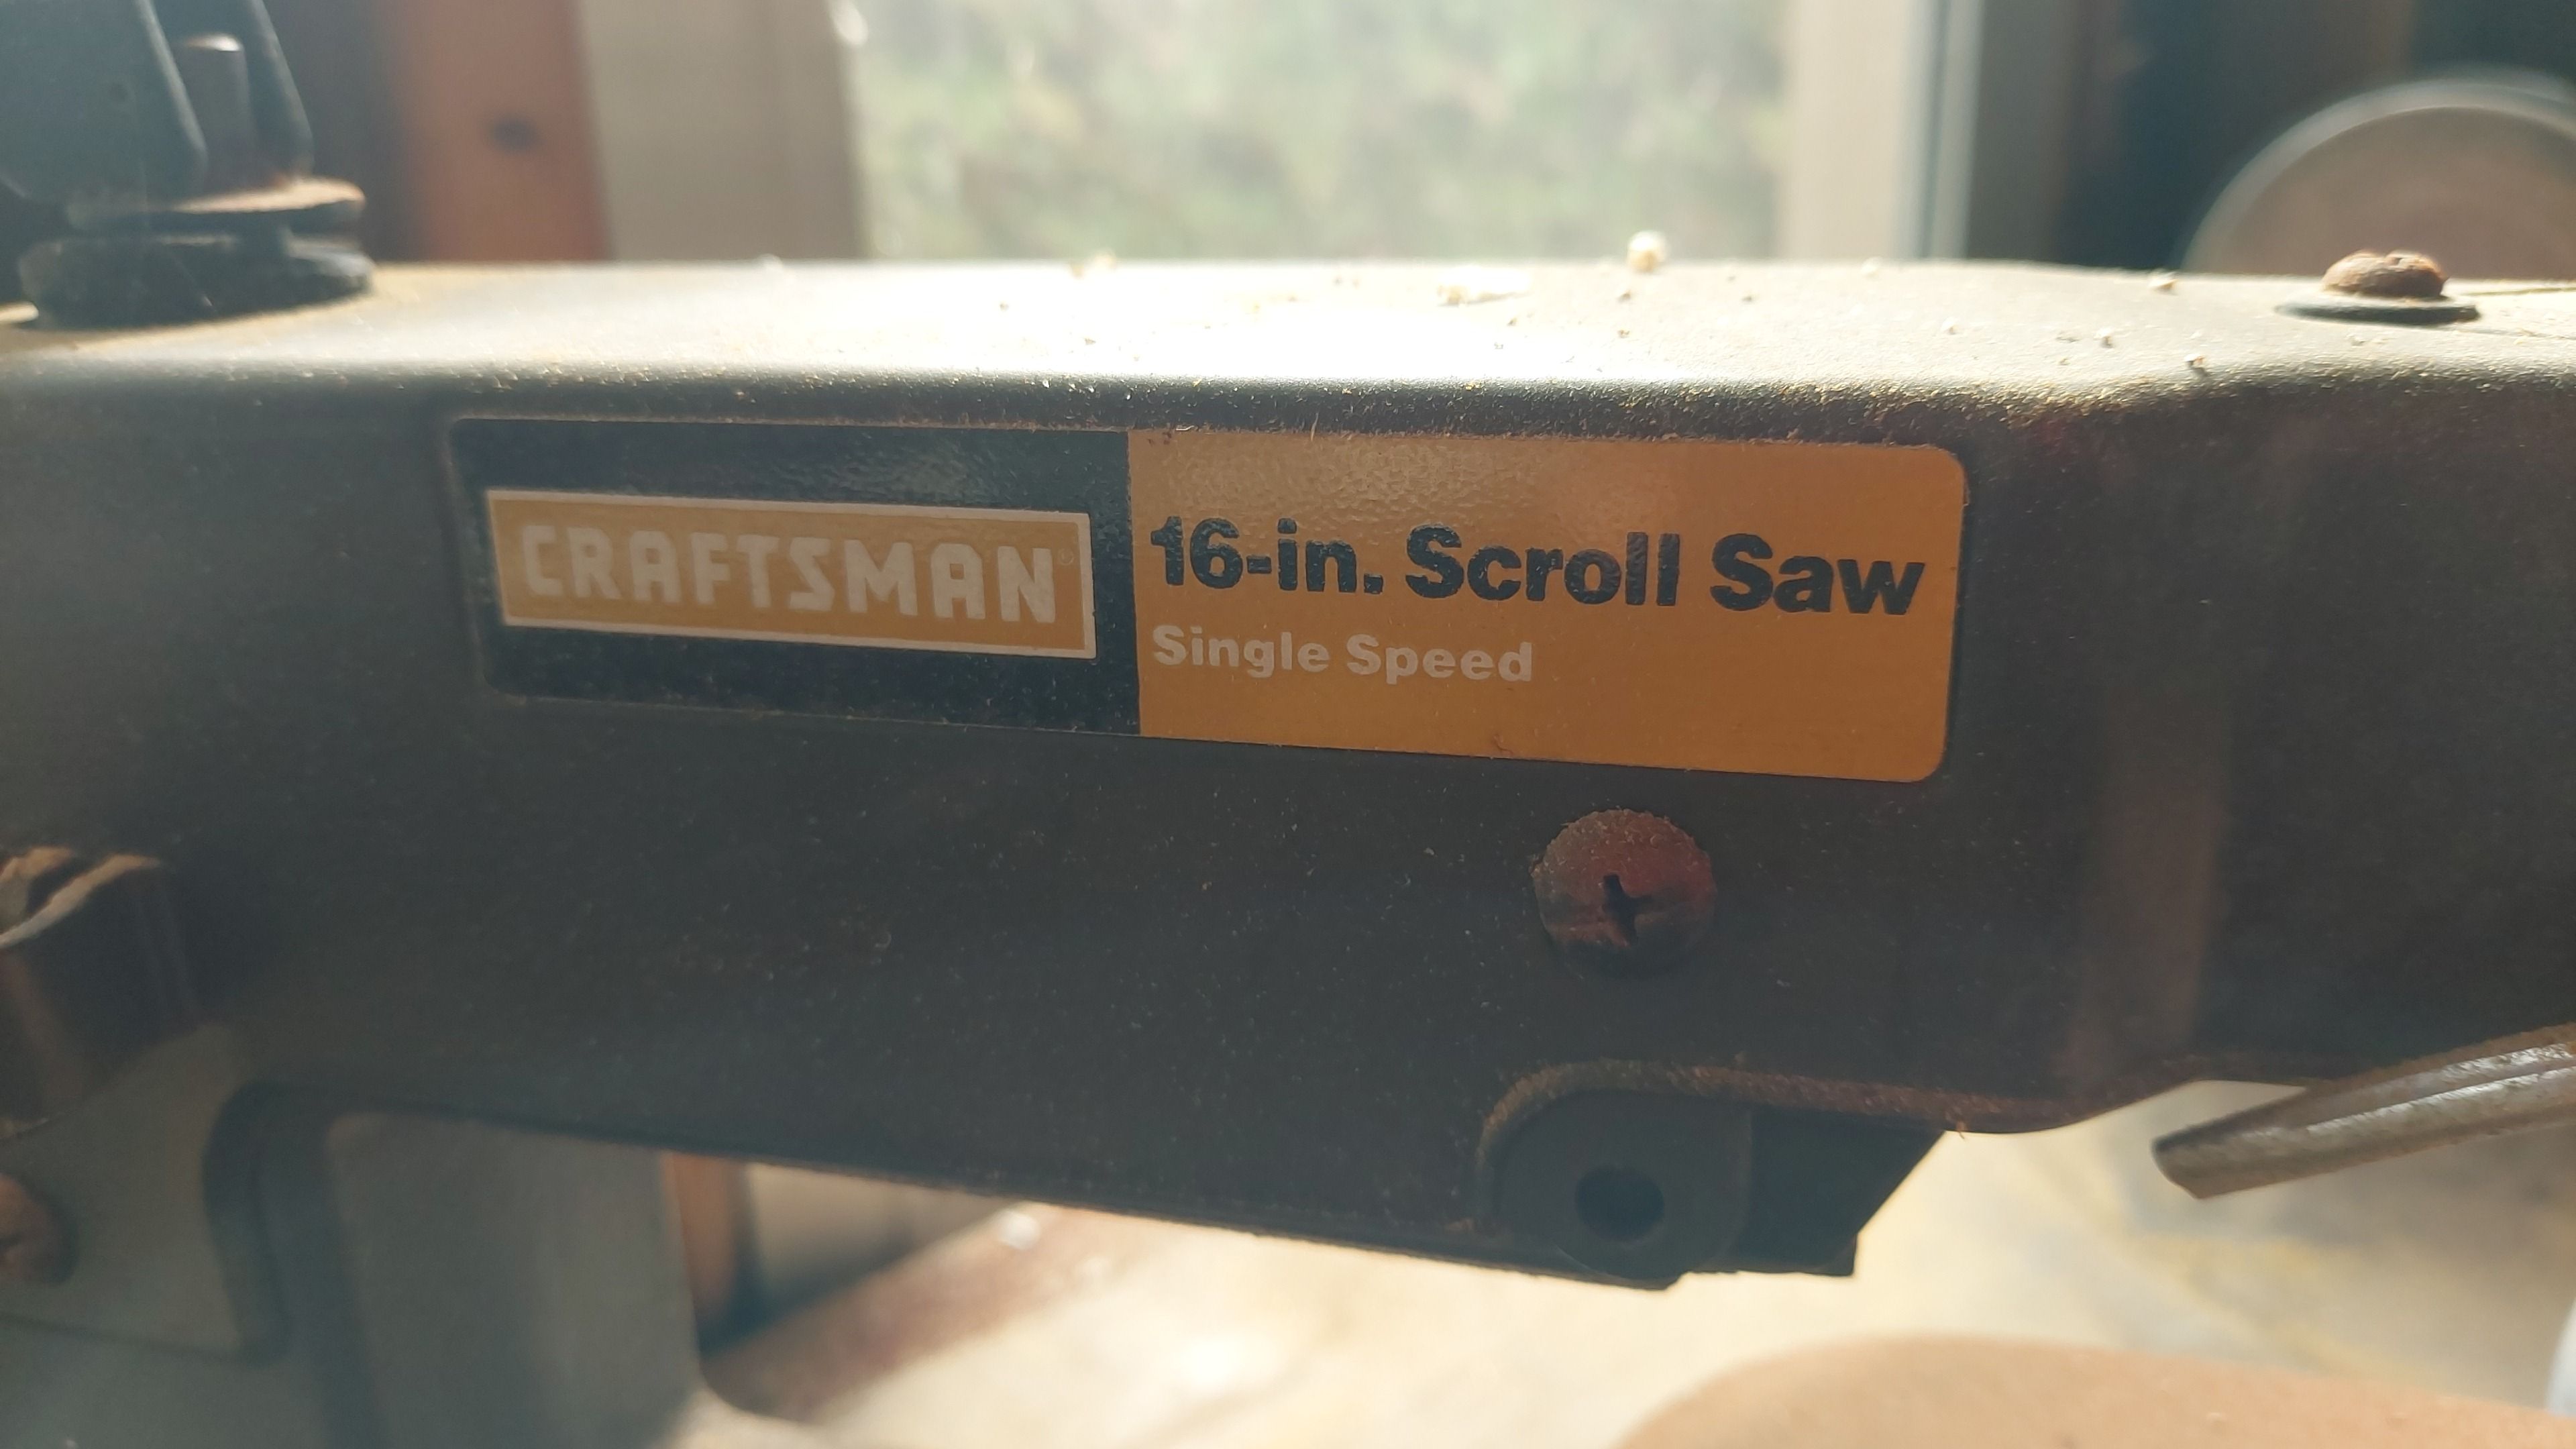 CRAFTSMAN®
16-in. Scroll Saw
Single Speed